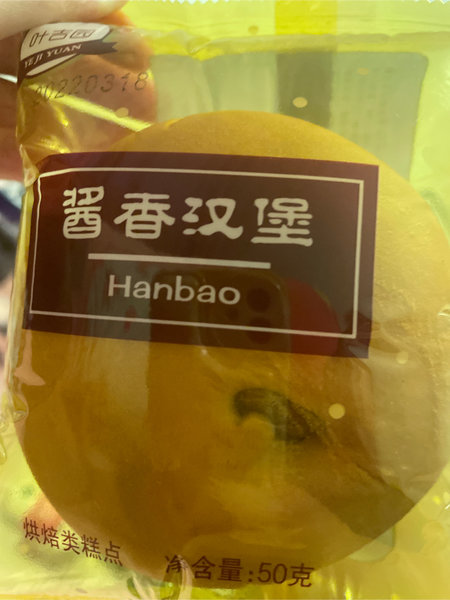 叶吉园
YEJI YUAN
20220318
酱香汉堡
Hanbao
烘焙类糕点
净含量:50克